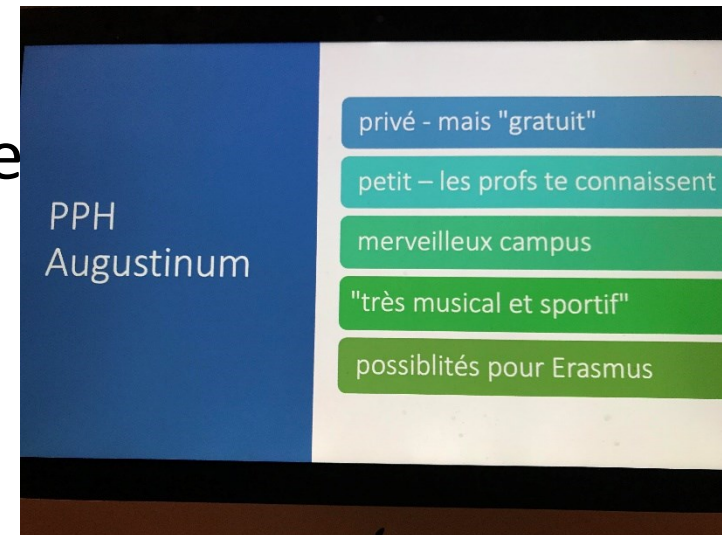 e
PPH
Augustinum
privé - mais "gratuit"
petit – les profs te connaissent
merveilleux campus
"très musical et sportif"
possiblités pour Erasmus